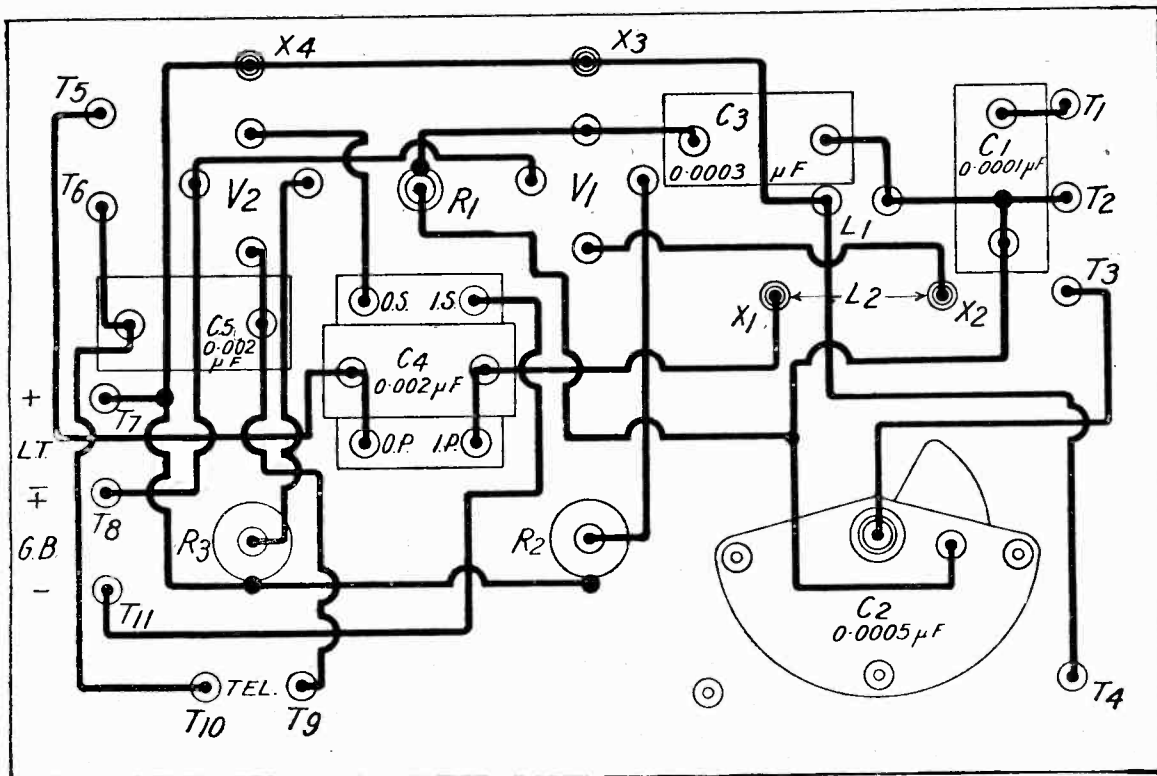 X4
X3
T5
C3
0.0003 µF
T1
C1
0.0001µF
T6
V2
R1
V1
T2
L1
T3
O.S. I.S.
X1
L2
X2
C5
0.002
µF
C4
0.002µF
+
T7
O.P. I.P.
L.T.
∓
T8
R3
R2
G.B.
-
T11
C2
0.0005µF
T10
TEL.
T9
T4